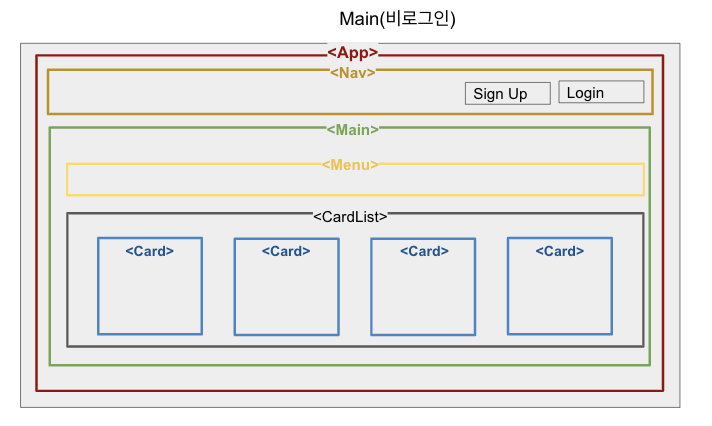 Main(비로그인)
<App>
<Nav>
Sign Up
Login
<Main>
<Menu>
<CardList>
<Card> <Card> <Card> <Card>